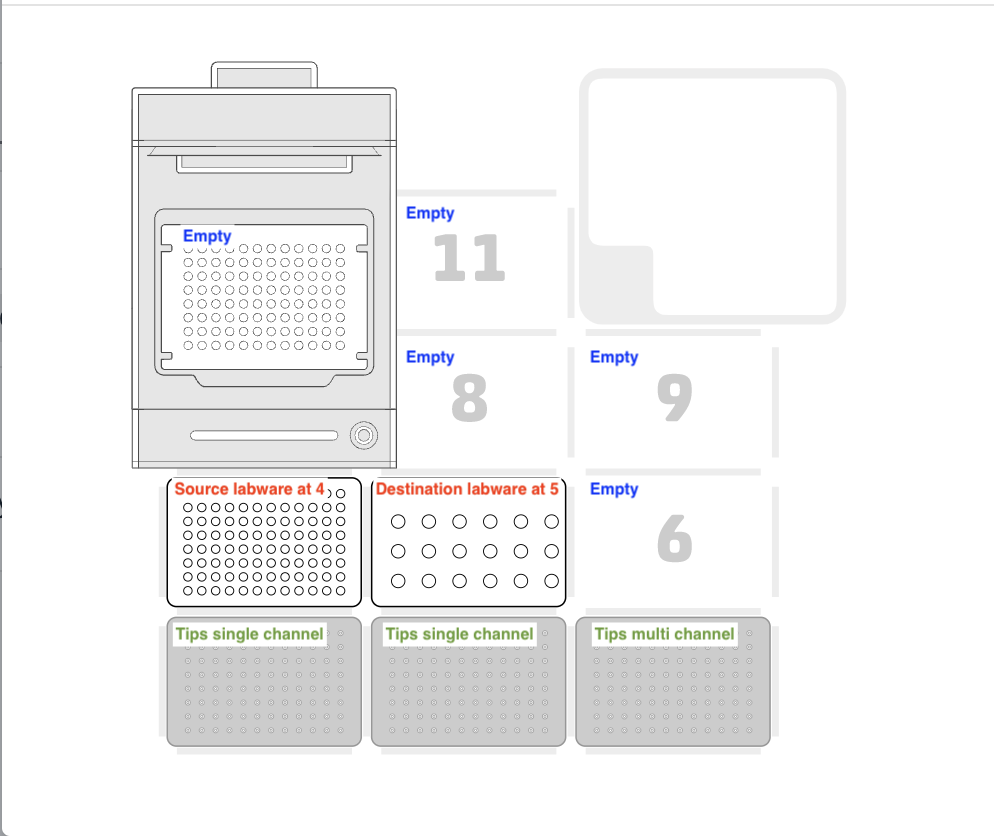 Empty
11
Empty
Empty
8
Empty
9
Source labware at 4
Destination labware at 5
Empty
6
Tips single channel
Tips single channel
Tips multi channel